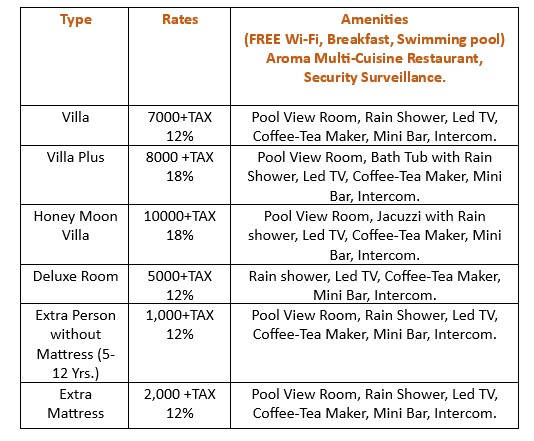 Type Rates Amenities
(FREE Wi-Fi, Breakfast, Swimming pool)
Aroma Multi-Cuisine Restaurant,
Security Surveillance.
Villa 7000+TAX Pool View Room, Rain Shower, Led TV,
12% Coffee-Tea Maker, Mini Bar, Intercom.
Villa Plus 8000 +TAX Pool View Room, Bath Tub with Rain
18% Shower, Led TV, Coffee-Tea Maker, Mini
Bar, Intercom.
Honey Moon 10000+TAX Pool View Room, Jacuzzi with Rain
Villa 18% shower, Led TV, Coffee-Tea Maker, Mini
Bar, Intercom.
Deluxe Room 5000+TAX Rain shower, Led TV, Coffee-Tea Maker,
12% Mini Bar, Intercom.
Extra Person 1,000+TAX Pool View Room, Rain Shower, Led TV,
without 12% Coffee-Tea Maker, Mini Bar, Intercom.
Mattress (5-
12 Yrs.)
Extra 2,000 +TAX Pool View Room, Rain Shower, Led TV,
Mattress 12% Coffee-Tea Maker, Mini Bar, Intercom.